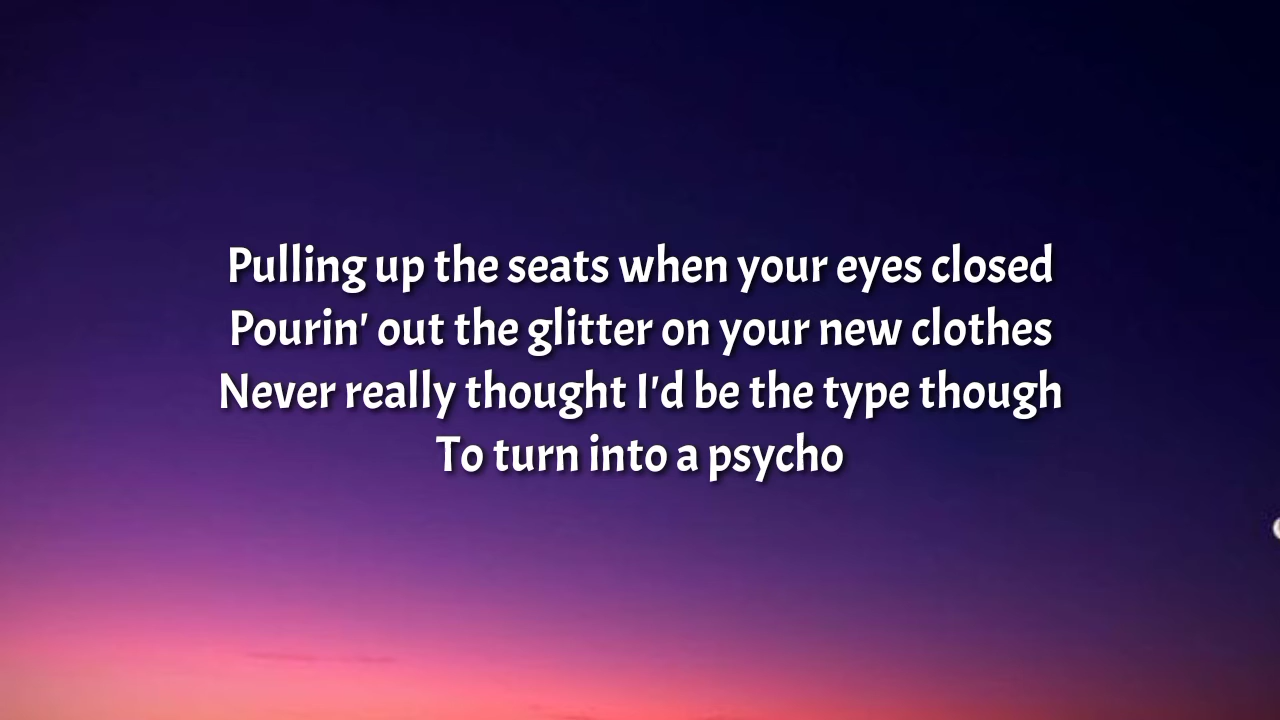 Pulling up the seats when your eyes closed
Pourin' out the glitter on your new clothes
Never really thought I'd be the type though
To turn into a psycho